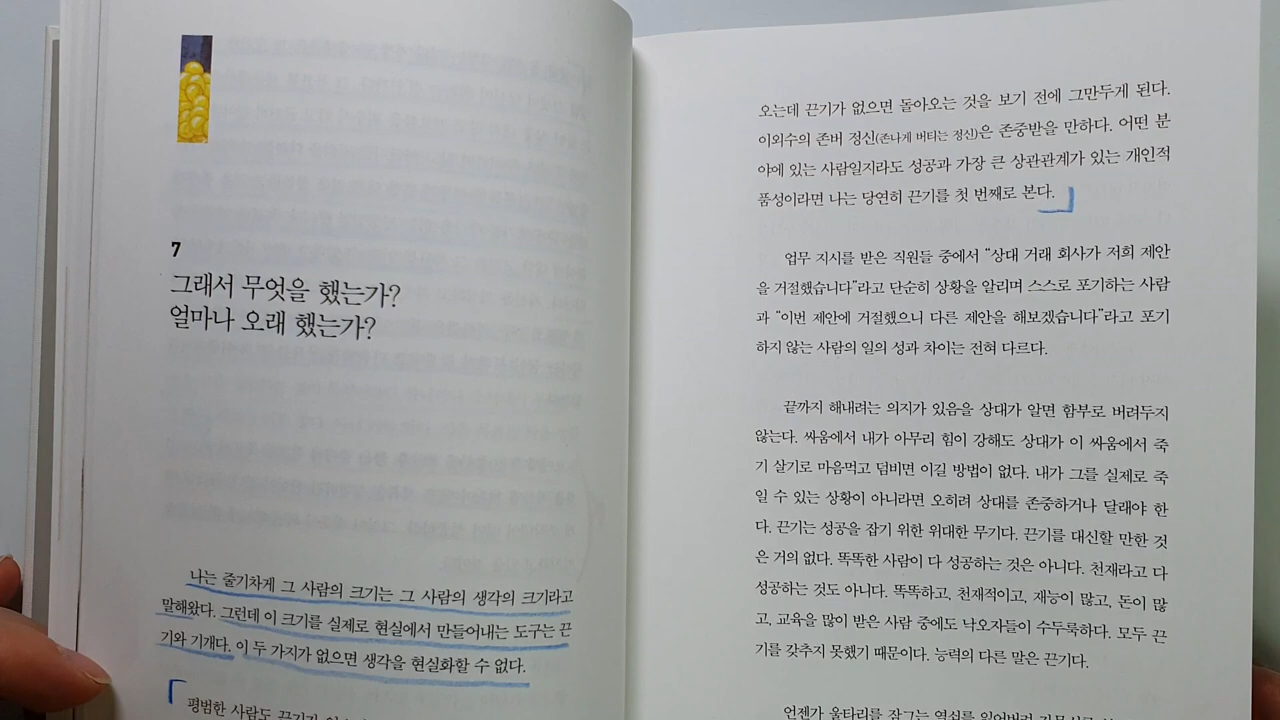 7
그래서 무엇을 했는가?
얼마나 오래 했는가?
나는 줄기차게 그 사람의 크기는 그 사람의 생각의 크기라고
말해왔다. 그런데 이 크기를 실제로 현실에서 만들어내는 도구는 끈
기와 기개다. 이 두 가지가 없으면 생각을 현실화할 수 없다.
평범한 사람도 끈기가
오는데 끈기가 없으면 돌아오는 것을 보기 전에 그만두게 된다.
이외수의 존버 정신(존나게 버티는 정신)은 존중받을 만하다. 어떤 분
야에 있는 사람일지라도 성공과 가장 큰 상관관계가 있는 개인적
품성이라면 나는 당연히 끈기를 첫 번째로 본다.
업무 지시를 받은 직원들 중에서 “상대 거래 회사가 저희 제안
을 거절했습니다”라고 단순히 상황을 알리며 스스로 포기하는 사람
과 “이번 제안에 거절했으니 다른 제안을 해보겠습니다”라고 포기
하지 않는 사람의 일의 성과 차이는 전혀 다르다.
끝까지 해내려는 의지가 있음을 상대가 알면 함부로 버려두지
않는다. 싸움에서 내가 아무리 힘이 강해도 상대가 이 싸움에서 죽
기 살기로 마음먹고 덤비면 이길 방법이 없다. 내가 그를 실제로 죽
일 수 있는 상황이 아니라면 오히려 상대를 존중하거나 달래야 한
다. 끈기는 성공을 잡기 위한 위대한 무기다. 끈기를 대신할 만한 것
은 거의 없다. 똑똑한 사람이 다 성공하는 것은 아니다. 천재라고 다
성공하는 것도 아니다. 똑똑하고, 천재적이고, 재능이 많고, 돈이 많
고, 교육을 많이 받은 사람 중에도 낙오자들이 수두룩하다. 모두 끈
기를 갖추지 못했기 때문이다. 능력의 다른 말은 끈기다.
언젠가 울타리를 잠그는 열쇠를 잃어버려